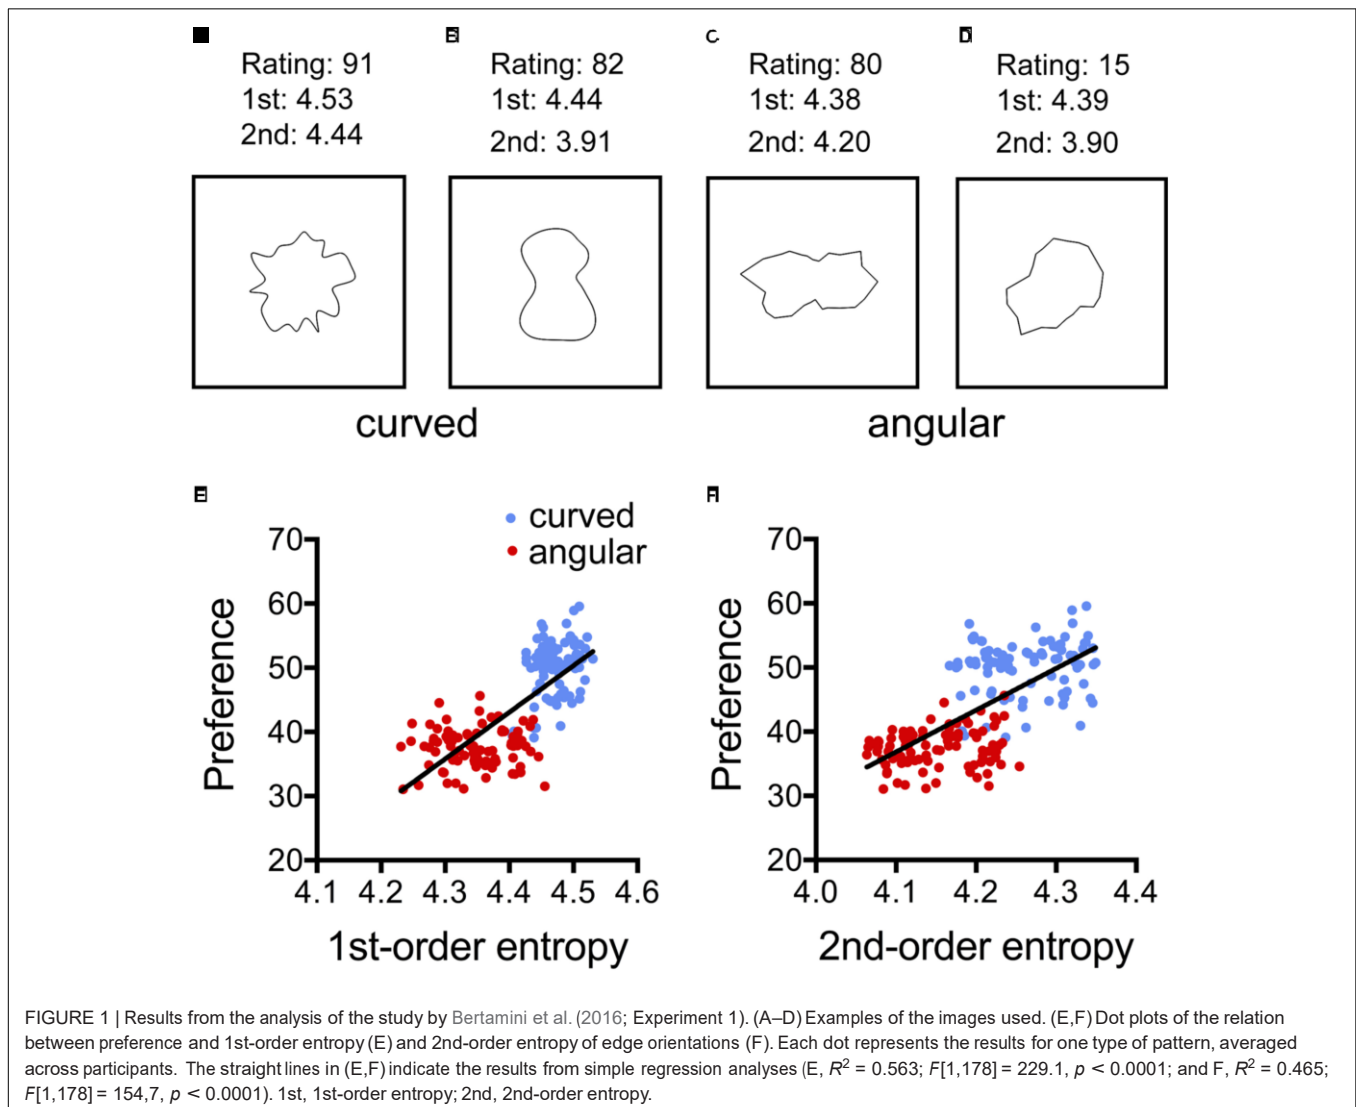 B
C
D
Rating: 91
1st: 4.53
2nd: 4.44
Rating: 82
1st: 4.44
2nd: 3.91
Rating: 80
1st: 4.38
2nd: 4.20
Rating: 15
1st: 4.39
2nd: 3.90
curved
angular
E
curved
angular
Preference
70
60
50
40
30
20
4.1 4.2 4.3 4.4 4.5 4.6
1st-order entropy
F
Preference
70
60
50
40
30
20
4.0 4.1 4.2 4.3 4.4
2nd-order entropy
FIGURE 1 | Results from the analysis of the study by Bertamini et al. (2016; Experiment 1). (A–D) Examples of the images used. (E,F) Dot plots of the relation
between preference and 1st-order entropy (E) and 2nd-order entropy of edge orientations (F). Each dot represents the results for one type of pattern, averaged
across participants. The straight lines in (E,F) indicate the results from simple regression analyses (E, R² = 0.563; F[1,178] = 229.1, p < 0.0001; and F, R² = 0.465;
F[1,178] = 154,7, p < 0.0001). 1st, 1st-order entropy; 2nd, 2nd-order entropy.